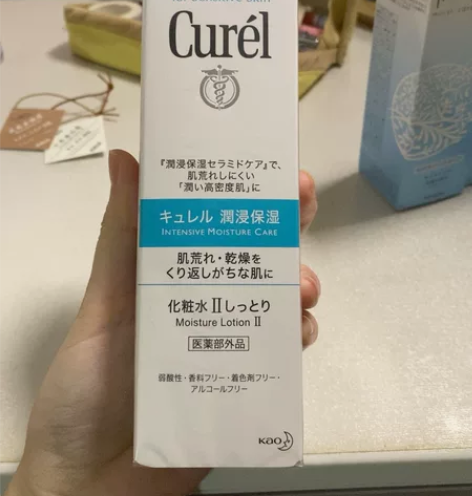 Curél
『潤浸保湿セラミドケア』で、
肌荒れしにくい
「潤い高密度肌」に
キュレル 潤浸保湿
INTENSIVE MOISTURE CARE
肌荒れ・乾燥を
くり返しがちな肌に
化粧水 II しっとり
Moisture Lotion II
医薬部外品
弱酸性・香料フリー・着色剤フリー・
アルコールフリー
Kao